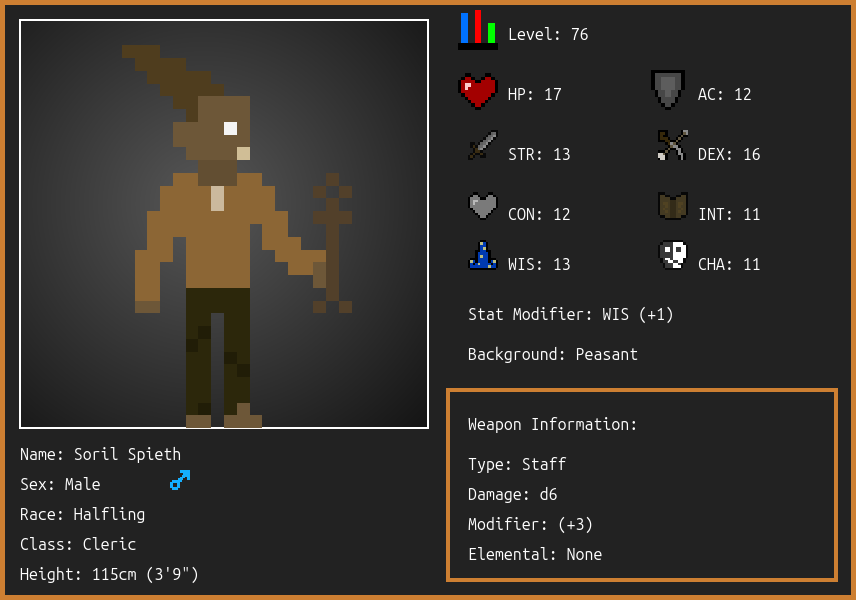 Level: 76
HP: 17
AC: 12
STR: 13
DEX: 16
CON: 12
INT: 11
WIS: 13
CHA: 11
Stat Modifier: WIS (+1)
Background: Peasant
Weapon Information:
Type: Staff
Damage: d6
Modifier: (+3)
Elemental: None
Name: Soril Spieth
Sex: Male
Race: Halfling
Class: Cleric
Height: 115cm (3'9")